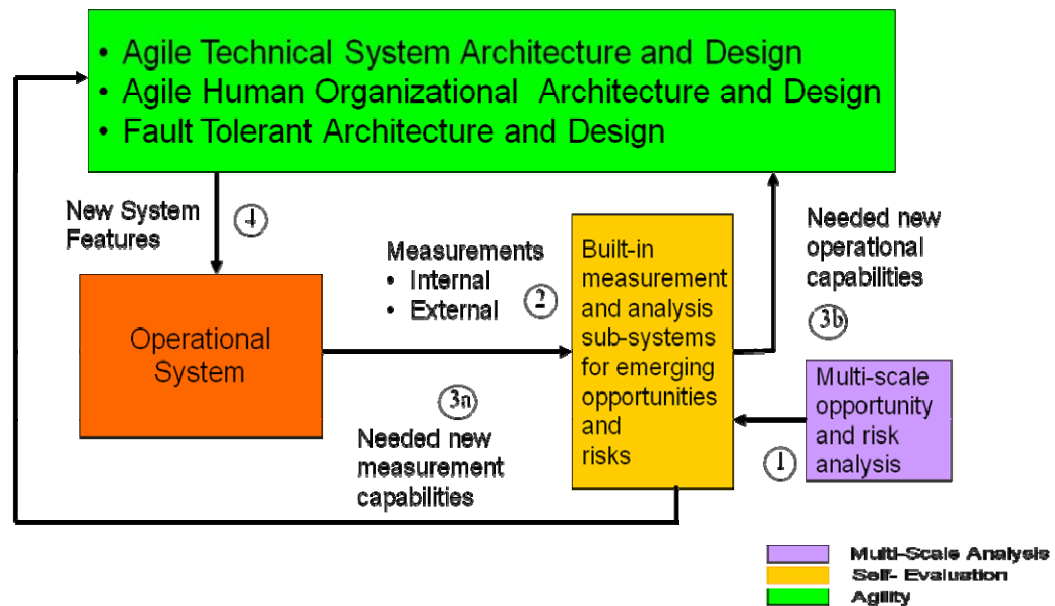 • Agile Technical System Architecture and Design
• Agile Human Organizational Architecture and Design
• Fault Tolerant Architecture and Design
New System
Features
4
Operational
System
Measurements
• Internal
• External
2
3a
Needed new
measurement
capabilities
Built-in
measurement
and analysis
sub-systems
for emerging
opportunities
and
risks
Needed new
operational
capabilities
3b
Multi-scale
opportunity
and risk
analysis
1
Multi-Scale Analysis
Self- Evaluation
Agility